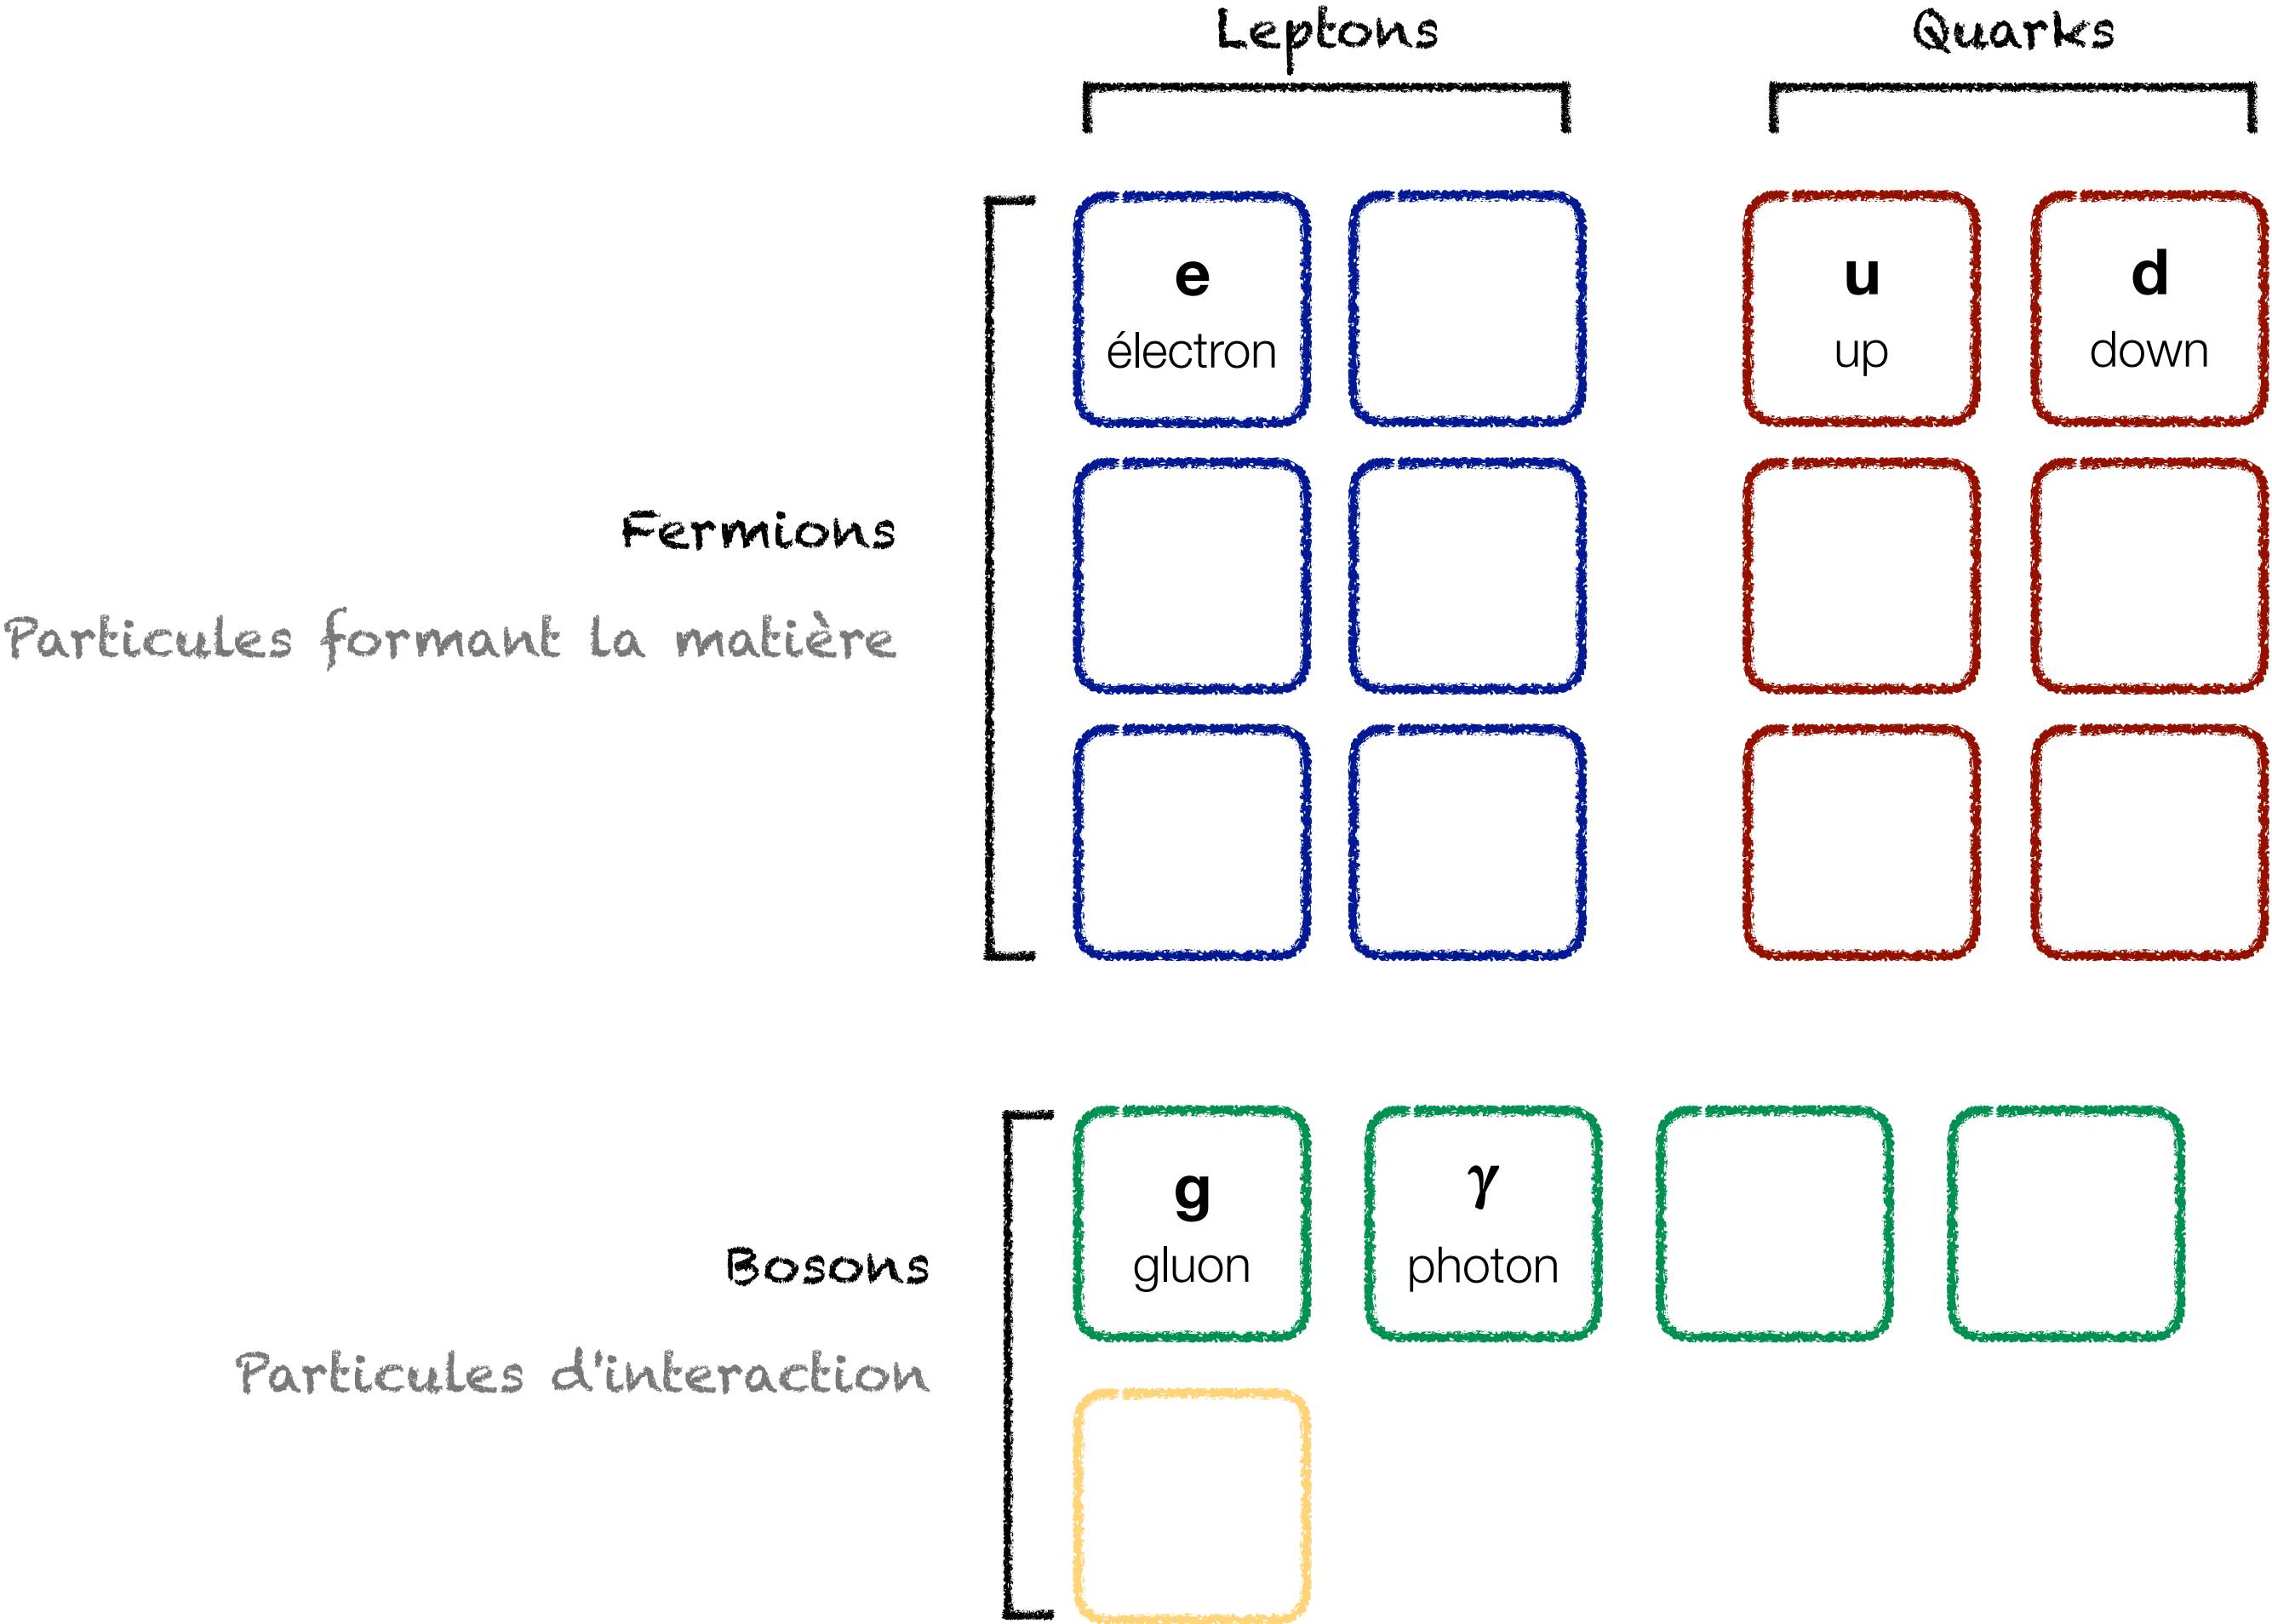 Leptons
Quarks
e
électron
u
up
d
down
Fermions
Particules formant la matière
g
gluon
γ
photon
Bosons
Particules d'interaction